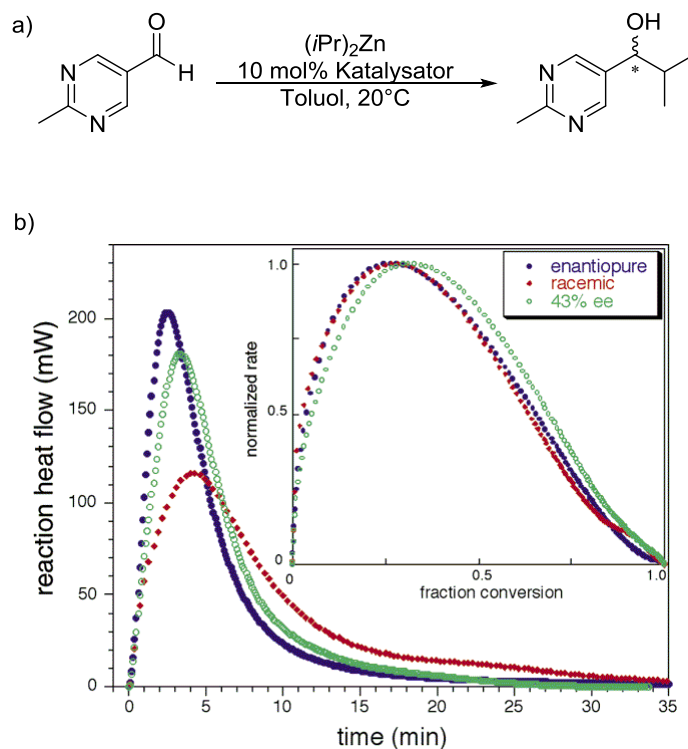 a)
O
H
N
N
(iPr)2Zn
10 mol% Katalysator
Toluol, 20°C
OH
*
N
N
b)
reaction heat flow (mW)
200
150
100
50
0
0
5
10
15
20
25
30
35
time (min)
normalized rate
1.0
0.5
0
0
0.5
1.0
fraction conversion
enantiopure
racemic
43% ee